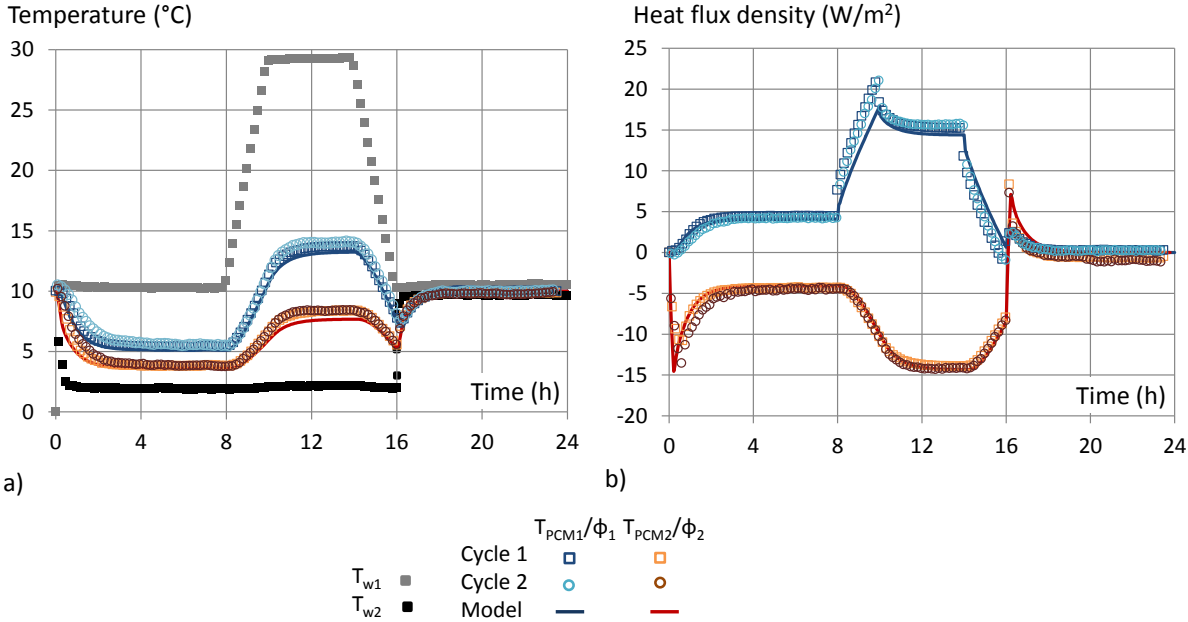 Temperature (°C)
Heat flux density (W/m²)
30
25
20
15
10
5
0
Time (h)
0 4 8 12 16 20 24
a)
25
20
15
10
5
0
-5
-10
-15
-20
Time (h)
0 4 8 12 16 20 24
b)
T_PCM1/ϕ_1 T_PCM2/ϕ_2
Cycle 1
Cycle 2
Model
T_w1
T_w2